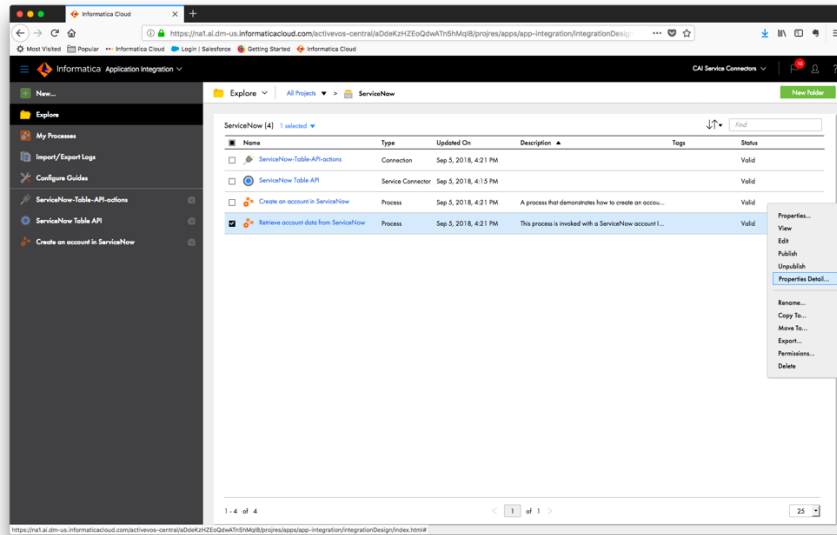 Informatica Cloud
https://na1.ai.dm-us.informaticacloud.com/activevos-central/aDdeKzHZEoQdwATn5hMqiB/projres/apps/app-integration/integrationDesign
Most Visited Popular Informatica Cloud Login | Salesforce Getting Started Informatica Cloud
Informatica Application Integration
CAI Service Connectors
New...
Explore
My Processes
Import/Export Logs
Configure Guides
ServiceNow-Table-API-actions
ServiceNow Table API
Create an account in ServiceNow
Explore All Projects > ServiceNow
New Folder
ServiceNow (4) 1 selected
Find
Name Type Updated On Description Tags Status
ServiceNow-Table-API-actions Connection Sep 5, 2018, 4:21 PM Valid
ServiceNow Table API Service Connector Sep 5, 2018, 4:15 PM Valid
Create an account in ServiceNow Process Sep 5, 2018, 4:21 PM A process that demonstrates how to create an accou... Valid
Retrieve account data from ServiceNow Process Sep 5, 2018, 4:21 PM This process is invoked with a ServiceNow account I... Valid
Properties...
View
Edit
Publish
Unpublish
Properties Detail...
Rename...
Copy To...
Move To...
Export...
Permissions...
Delete
1 - 4 of 4
< 1 of 1 >
25
https://na1.ai.dm-us.informaticacloud.com/activevos-central/aDdeKzHZEoQdwATn5hMqiB/projres/apps/app-integration/integrationDesign/index.html#